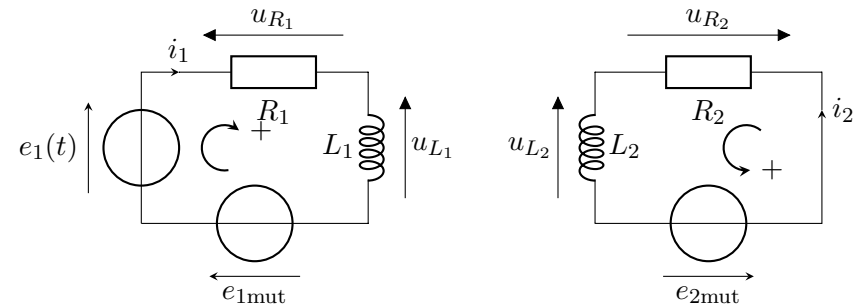 u_{R_1}
u_{R_2}
i_1
R_1
R_2
i_2
e_1(t)
+
L_1
u_{L_1}
u_{L_2}
L_2
+
e_{1mut}
e_{2mut}